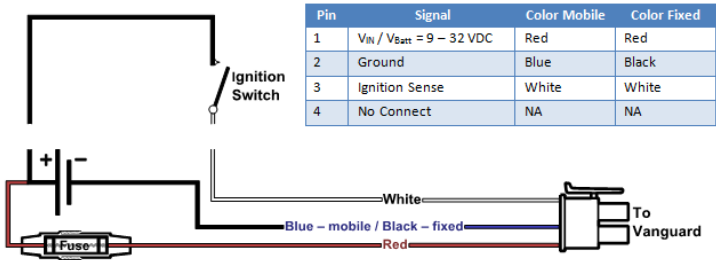 Pin Signal Color Mobile Color Fixed
1 VIN / VBatt = 9 – 32 VDC Red Red
2 Ground Blue Black
3 Ignition Sense White White
4 No Connect NA NA
Ignition
Switch
+ –
White
Blue – mobile / Black – fixed
Red
Fuse
To
Vanguard